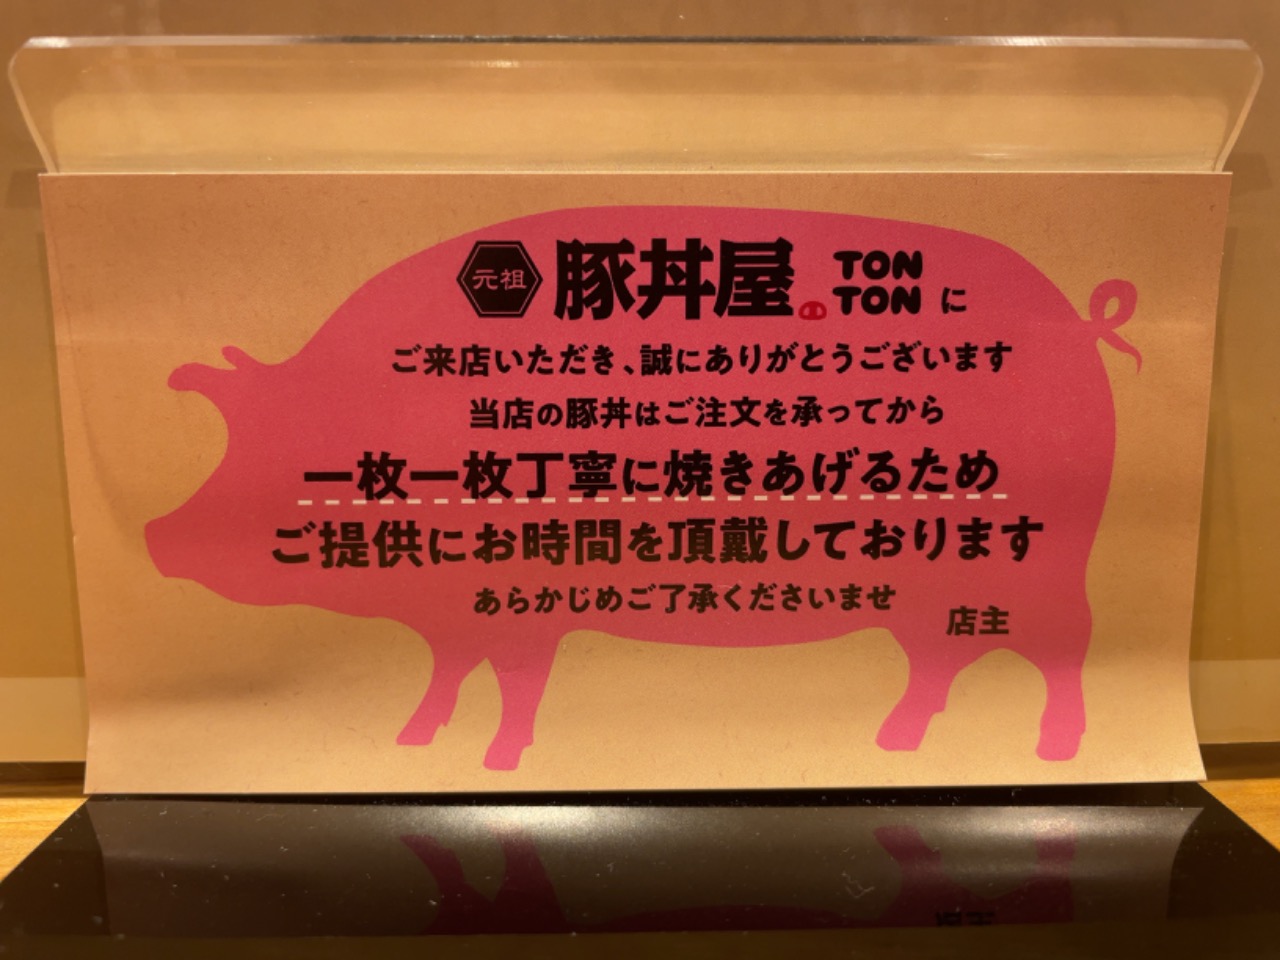 元祖 豚丼屋 TON TON に
ご来店いただき、誠にありがとうございます
当店の豚丼はご注文を承ってから
一枚一枚丁寧に焼きあげるため
ご提供にお時間を頂戴しております
あらかじめご了承くださいませ
店主